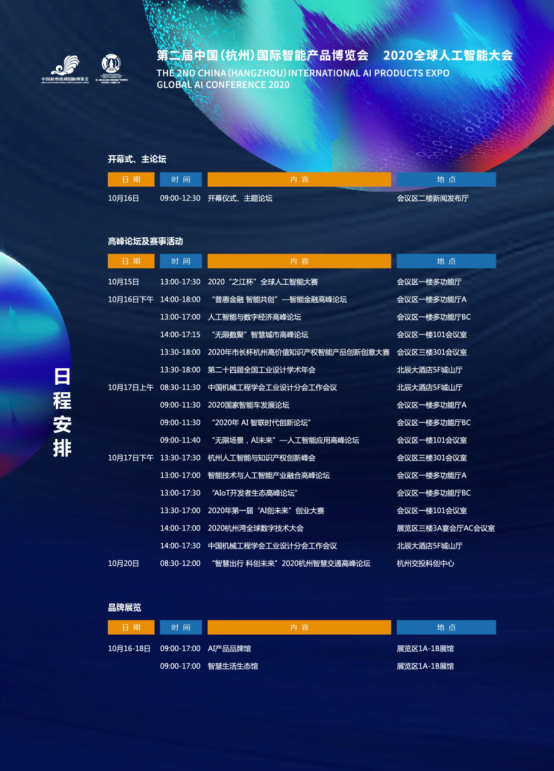 第二届中国(杭州)国际智能产品博览会 2020全球人工智能大会
THE 2ND CHINA(HANGZHOU)INTERNATIONAL AI PRODUCTS EXPO
GLOBAL AI CONFERENCE 2020
日程安排
开幕式、主论坛
日 期 时 间 内 容 地 点
10月16日 09:00-12:30 开幕仪式、主题论坛 会议区二楼新闻发布厅
高峰论坛及赛事活动
日 期 时 间 内 容 地 点
10月15日 13:00-17:30 2020“之江杯”全球人工智能大赛 会议区一楼多功能厅
10月16日下午 14:00-18:00 “普惠金融 智能共创”—智能金融高峰论坛 会议区一楼多功能厅A
13:00-17:00 人工智能与数字经济高峰论坛 会议区一楼多功能厅BC
14:00-17:15 “无限数聚”智慧城市高峰论坛 会议区一楼101会议室
13:30-18:00 2020年市长杯杭州高价值知识产权智能产品创新创意大赛 会议区三楼301会议室
13:30-18:00 第二十四届全国工业设计学术年会 北辰大酒店5F城山厅
10月17日上午 08:30-11:30 中国机械工程学会工业设计分会工作会议 北辰大酒店5F城山厅
09:00-11:30 2020国家智能车发展论坛 会议区一楼多功能厅A
09:00-11:30 “2020年 AI 智联时代创新论坛” 会议区一楼多功能厅BC
09:00-11:40 “无限场景，AI未来”—人工智能应用高峰论坛 会议区一楼101会议室
10月17日下午 13:30-17:30 杭州人工智能与知识产权创新峰会 会议区三楼301会议室
13:00-17:00 智能技术与人工智能产业融合高峰论坛 会议区一楼多功能厅A
13:00-17:30 “AIoT开发者生态高峰论坛” 会议区一楼多功能厅BC
13:30-17:00 2020年第一届“AI创未来”创业大赛 会议区一楼101会议室
14:00-17:00 2020杭州湾全球数字技术大会 展览区三楼3A宴会厅AC会议室
14:00-17:30 中国机械工程学会工业设计分会工作会议 北辰大酒店5F城山厅
10月20日 08:30-12:00 “智慧出行 科创未来”2020杭州智慧交通高峰论坛 杭州交投科创中心
品牌展览
日 期 时 间 内 容 地 点
10月16-18日 09:00-17:00 AI产品品牌馆 展览区1A-1B展馆
09:00-17:00 智慧生活生态馆 展览区1A-1B展馆